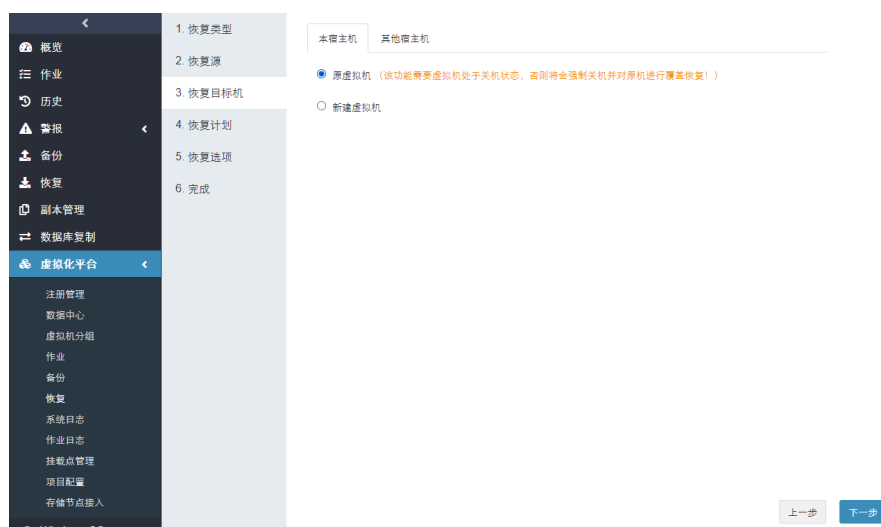 概览
作业
历史
警报
备份
恢复
副本管理
数据库复制
虚拟化平台
注册管理
数据中心
虚拟机分组
作业
备份
恢复
系统日志
作业日志
挂载点管理
项目配置
存储节点接入
1. 恢复类型
2. 恢复源
3. 恢复目标机
4. 恢复计划
5. 恢复选项
6. 完成
本宿主机 其他宿主机
原虚拟机 （该功能需要虚拟机处于关机状态，否则将会强制关机并对原机进行覆盖恢复！）
新建虚拟机
上一步 下一步